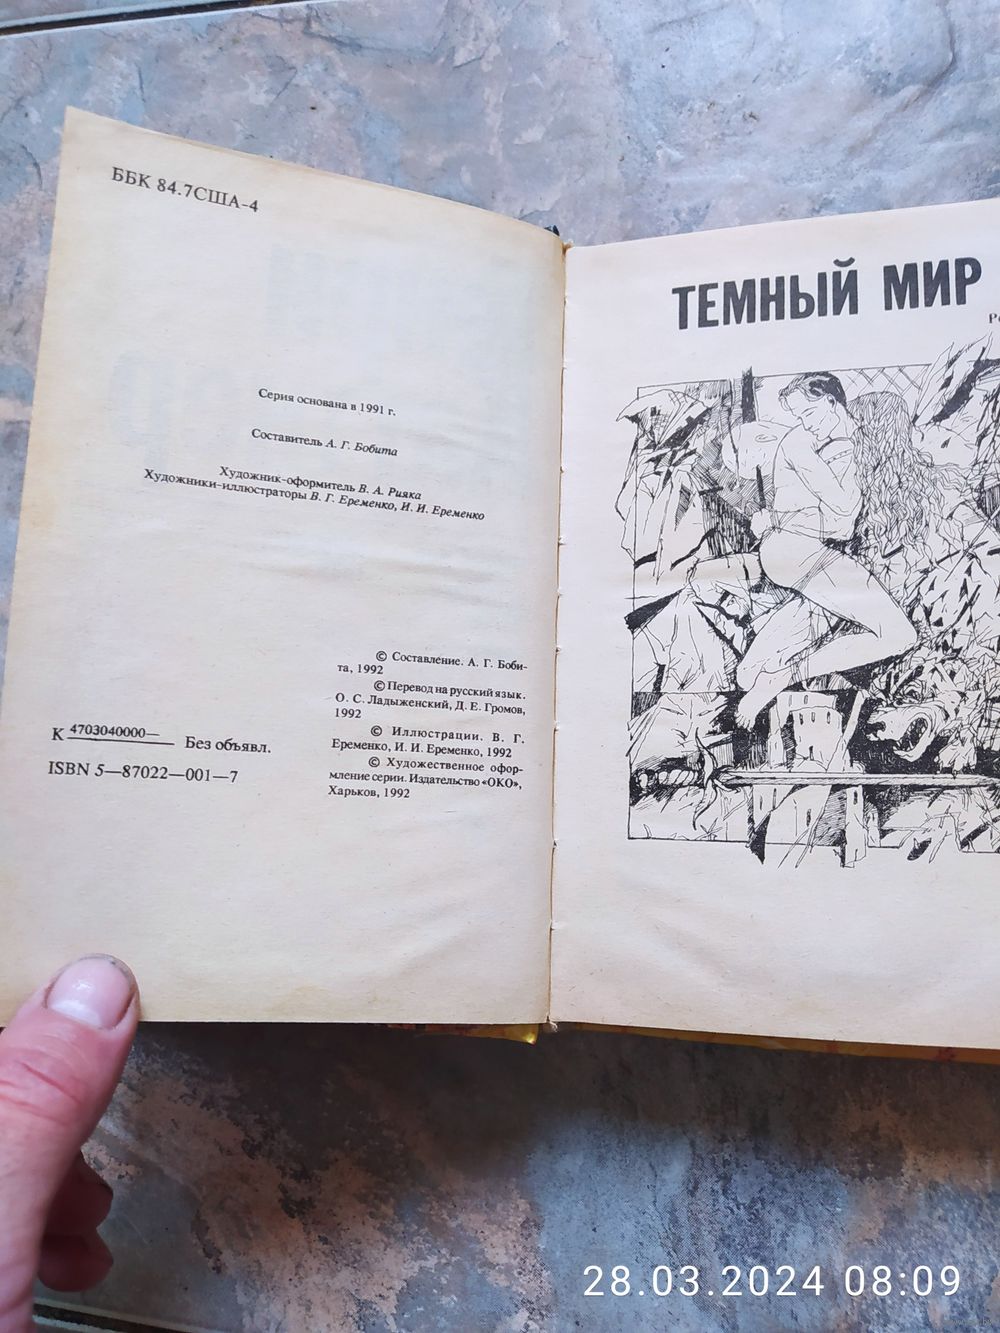 ББК 84.7США-4
Серия основана в 1991 г.
Составитель А. Г. Бобита
Художник-оформитель В. А. Рияка
Художники-иллюстраторы В. Г. Еременко, И. И. Еременко
© Составление. А. Г. Боби-
та, 1992
© Перевод на русский язык.
О. С. Ладыженский, Д. Е. Громов,
1992
© Иллюстрации. В. Г.
Еременко, И. И. Еременко, 1992
© Художественное офор-
мление серии. Издательство «ОКО»,
Харьков, 1992
К 4703040000— Без объявл.
ISBN 5—87022—001—7
ТЕМНЫЙ МИР
28.03.2024 08:09